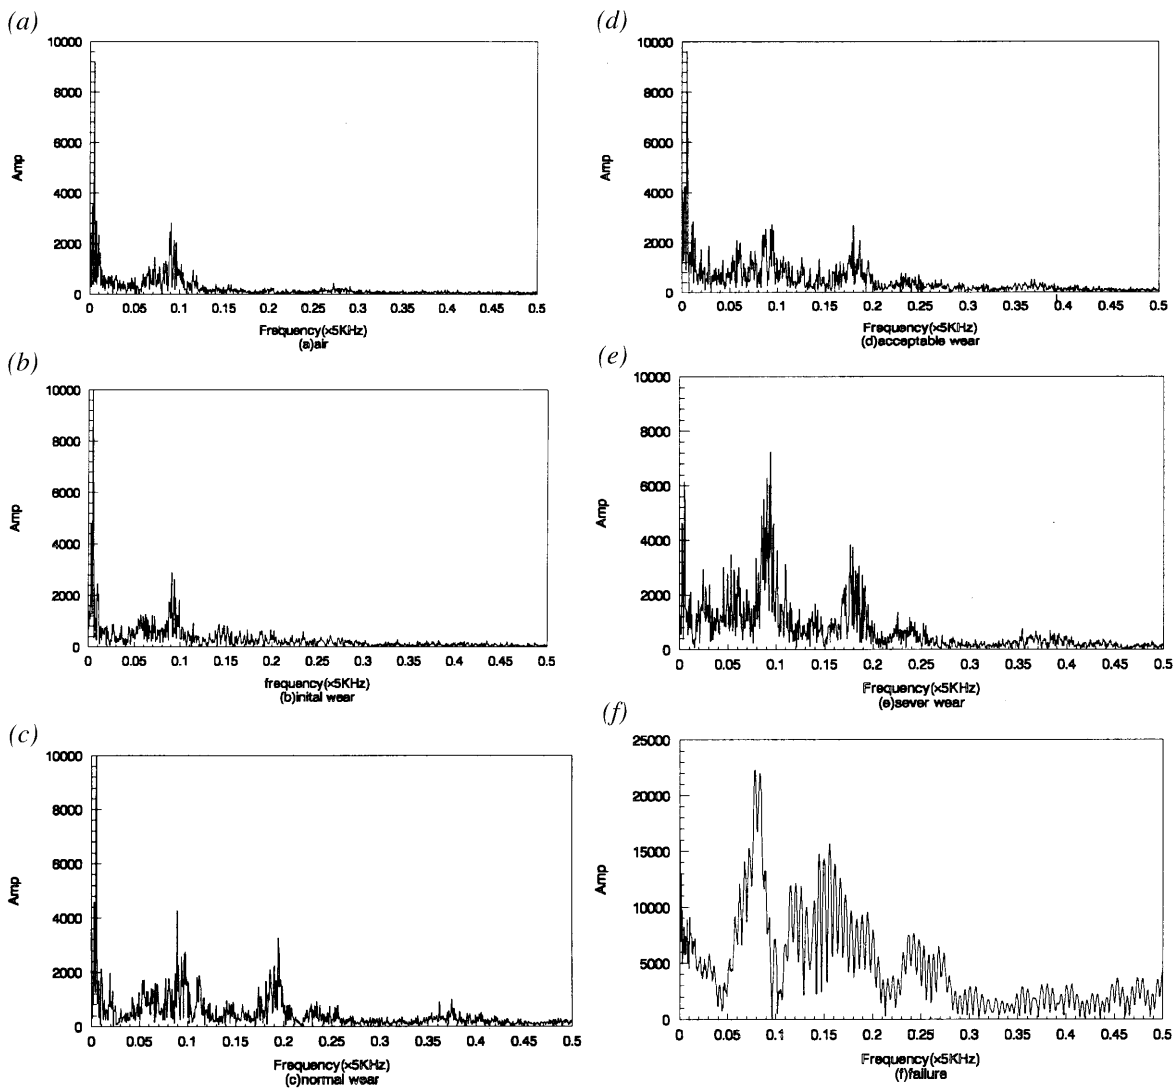 (a)
10000
8000
6000
4000
2000
0
Amp
0 0.05 0.1 0.15 0.2 0.25 0.3 0.35 0.4 0.45 0.5
Frequency(×5KHz)
(a)air
(b)
10000
8000
6000
4000
2000
0
Amp
0 0.05 0.1 0.15 0.2 0.25 0.3 0.35 0.4 0.45 0.5
frequency(×5KHz)
(b)inital wear
(c)
10000
8000
6000
4000
2000
0
Amp
0 0.05 0.1 0.15 0.2 0.25 0.3 0.35 0.4 0.45 0.5
Frequency(×5KHz)
(c)normal wear
(d)
10000
8000
6000
4000
2000
0
Amp
0 0.05 0.1 0.15 0.2 0.25 0.3 0.35 0.4 0.45 0.5
Frequency(×5KHz)
(d)acceptable wear
(e)
10000
8000
6000
4000
2000
0
Amp
0 0.05 0.1 0.15 0.2 0.25 0.3 0.35 0.4 0.45 0.5
Frequency(×5KHz)
(e)sever wear
(f)
25000
20000
15000
10000
5000
0
Amp
0 0.05 0.1 0.15 0.2 0.25 0.3 0.35 0.4 0.45 0.5
Frequency(×5KHz)
(f)failure